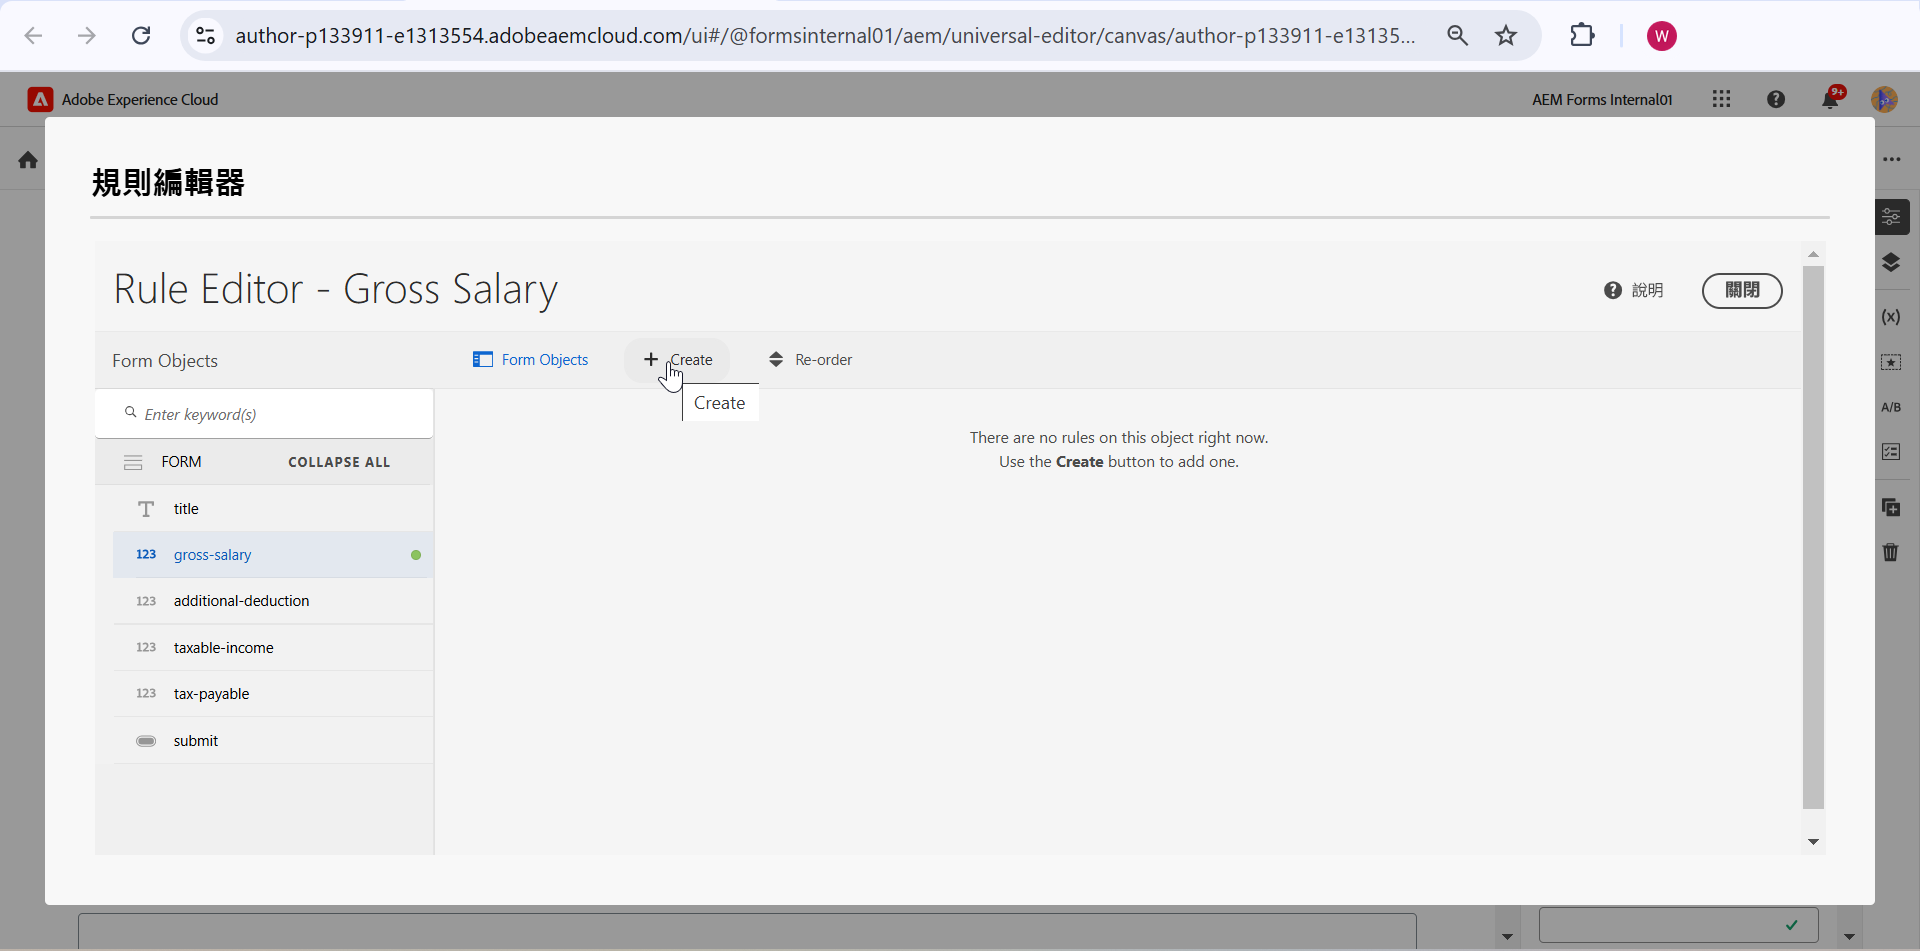 author-p133911-e1313554.adobeaemcloud.com/ui#/@formsinternal01/aem/universal-editor/canvas/author-p133911-e13135...
W
Adobe Experience Cloud
AEM Forms Internal01
9+
規則編輯器
Rule Editor - Gross Salary
說明
關閉
Form Objects
Form Objects
Create
Re-order
Create
Enter keyword(s)
FORM
COLLAPSE ALL
There are no rules on this object right now.
Use the Create button to add one.
title
123 gross-salary
123 additional-deduction
123 taxable-income
123 tax-payable
submit
(x)
A/B